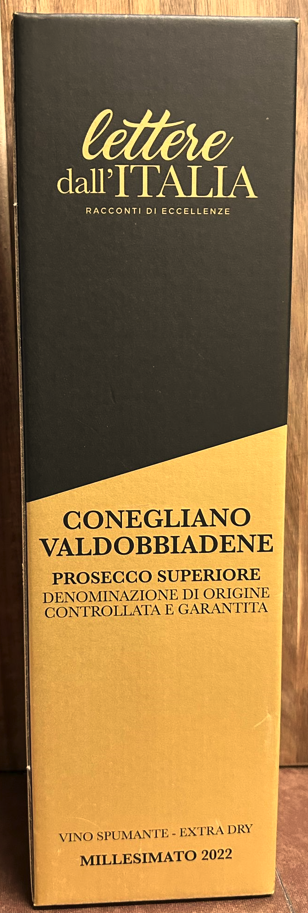 lettere
dall'ITALIA
RACCONTI DI ECCELLENZE
CONEGLIANO
VALDOBBIADENE
PROSECCO SUPERIORE
DENOMINAZIONE DI ORIGINE
CONTROLLATA E GARANTITA
VINO SPUMANTE - EXTRA DRY
MILLESIMATO 2022